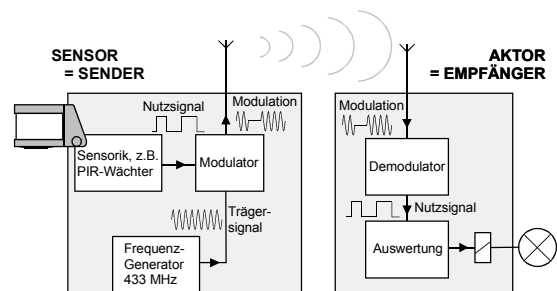 SENSOR
= SENDER
AKTOR
= EMPFÄNGER
Nutzsignal
Modulation
Sensorik, z.B.
PIR-Wächter
Modulator
Träger-
signal
Frequenz-
Generator
433 MHz
Modulation
Demodulator
Nutzsignal
Auswertung